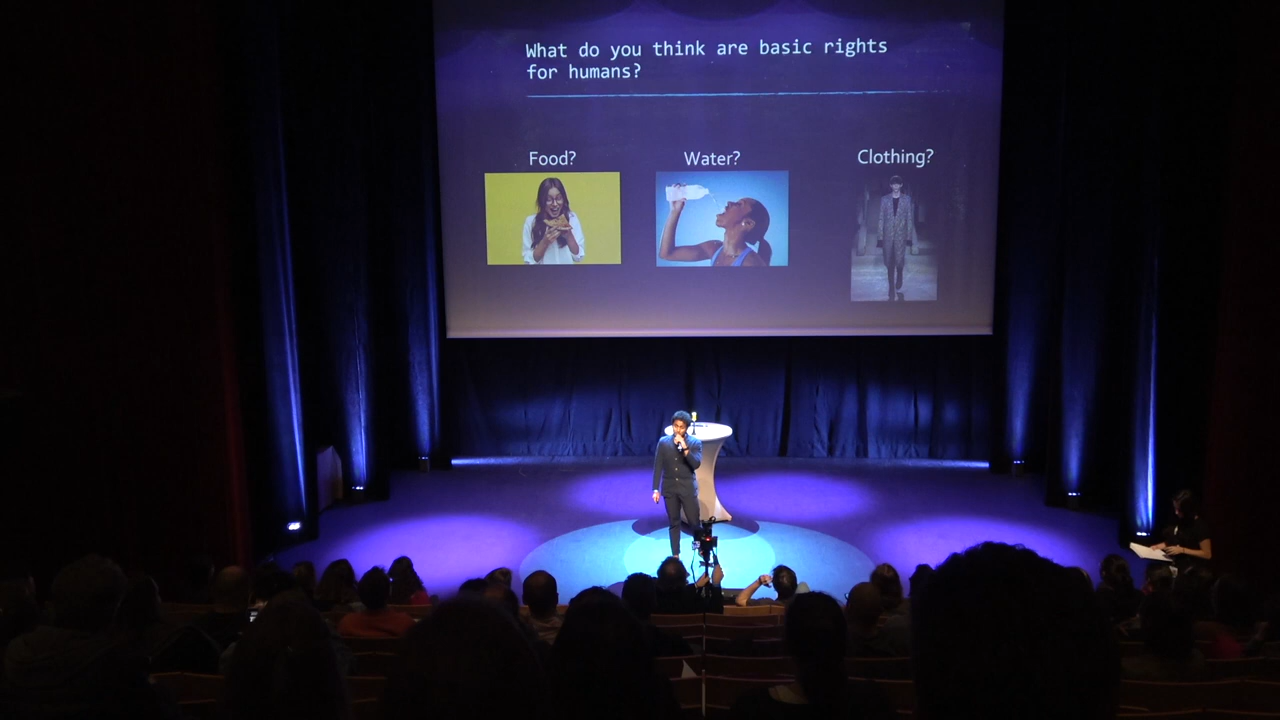 What do you think are basic rights
for humans?
Food?
Water?
Clothing?